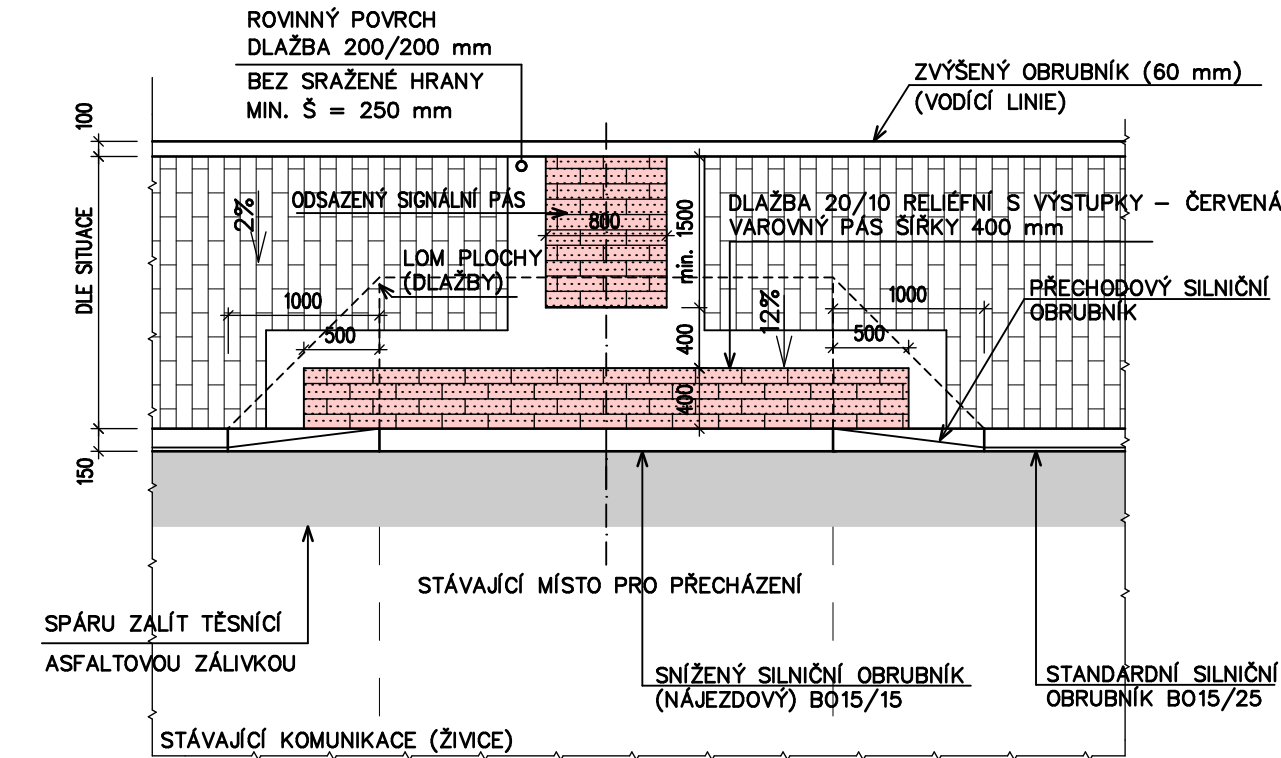 ROVINNÝ POVRCH
DLAŽBA 200/200 mm
BEZ SRAŽENÉ HRANY
MIN. Š = 250 mm
ZVÝŠENÝ OBRUBNÍK (60 mm)
(VODÍCÍ LINIE)
100
DLE SITUACE
150
2%
ODSAZENÝ SIGNÁLNÍ PÁS
800
min. 1500
DLAŽBA 20/10 RELIÉFNÍ S VÝSTUPKY – ČERVENÁ
VAROVNÝ PÁS ŠÍŘKY 400 mm
LOM PLOCHY
(DLAŽBY)
1000
500
400
400
12%
1000
500
PŘECHODOVÝ SILNIČNÍ
OBRUBNÍK
STÁVAJÍCÍ MÍSTO PRO PŘECHÁZENÍ
SPÁRU ZALÍT TĚSNÍCÍ
ASFALTOVOU ZÁLIVKOU
SNÍŽENÝ SILNIČNÍ OBRUBNÍK
(NÁJEZDOVÝ) BO15/15
STANDARDNÍ SILNIČNÍ
OBRUBNÍK BO15/25
STÁVAJÍCÍ KOMUNIKACE (ŽIVICE)